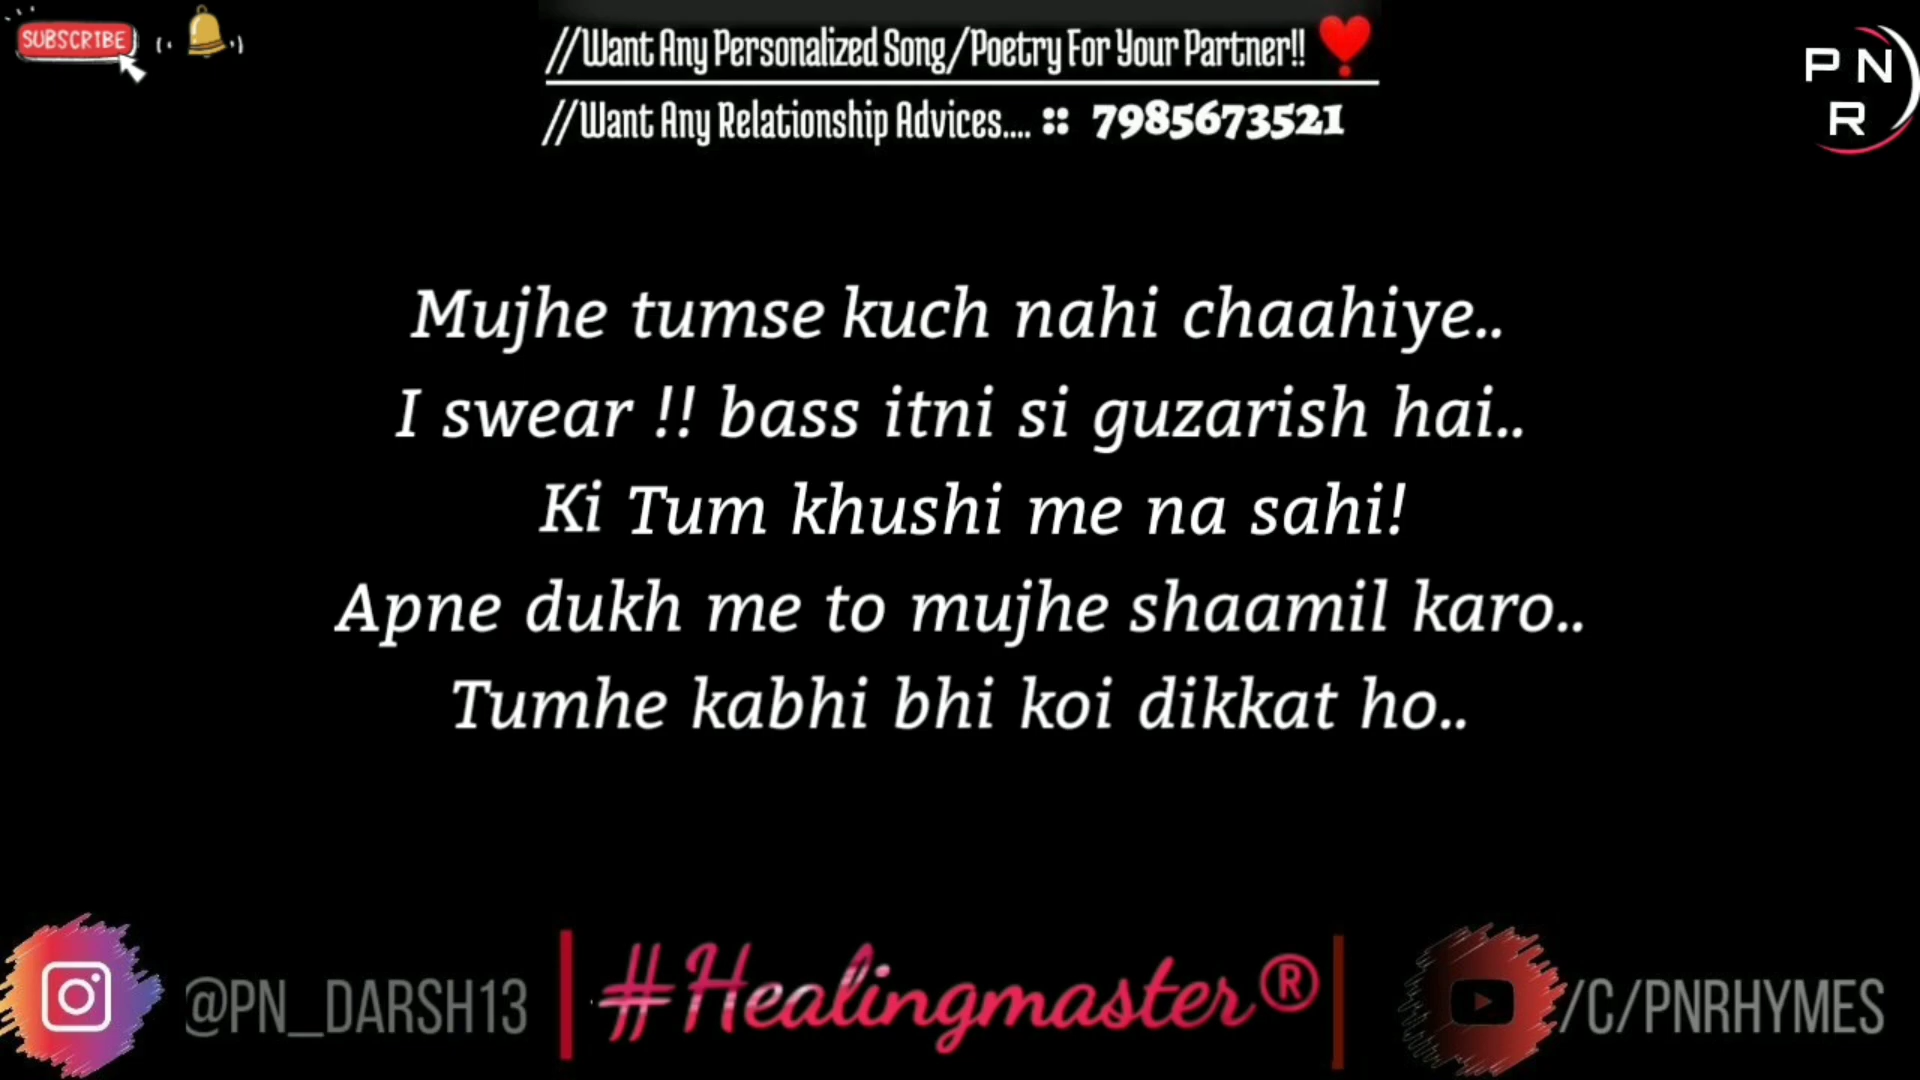 SUBSCRIBE
//Want Any Personalized Song/Poetry For Your Partner!!
//Want Any Relationship Advices.... :: 7985673521
P N
R
Mujhe tumse kuch nahi chaahiye..
I swear !! bass itni si guzarish hai..
Ki Tum khushi me na sahi!
Apne dukh me to mujhe shaamil karo..
Tumhe kabhi bhi koi dikkat ho..
@PN_DARSH13
#Healingmaster®
/C/PNRHYMES